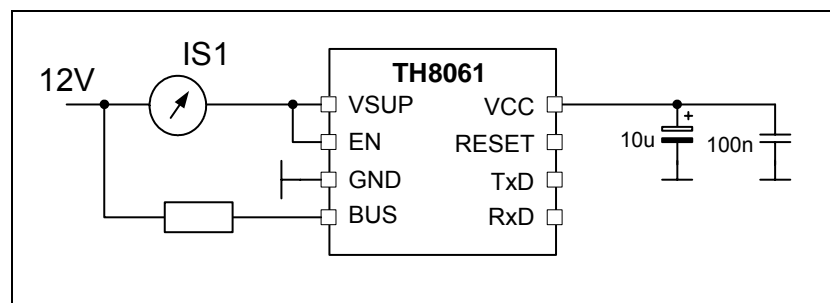 IS1
12V
TH8061
VSUP
VCC
EN
RESET
10u
+
100n
GND
TxD
BUS
RxD